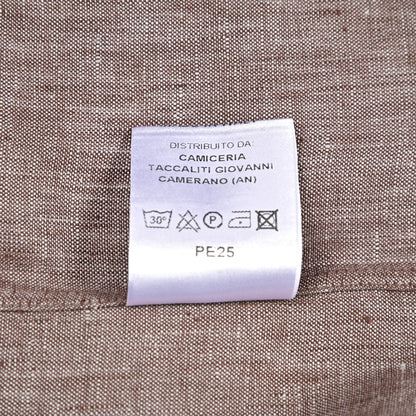 DISTRIBUITO DA:
CAMICERIA
TACCALITI GIOVANNI
CAMERANO (AN)
30° P
PE25